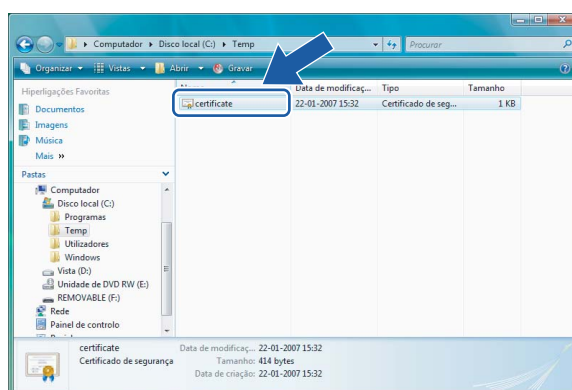 Computador Disco local (C:) Temp Procurar
Organizar Vistas Abrir Gravar
Hiperligações Favoritas
Documentos
Imagens
Música
Mais »
Pastas
Computador
Disco local (C:)
Programas
Temp
Utilizadores
Windows
Vista (D:)
Unidade de DVD RW (E:)
REMOVABLE (F:)
Rede
Painel de controlo
Data de modificaç... Tipo Tamanho
certificate 22-01-2007 15:32 Certificado de seg... 1 KB
certificate Data de modificaç... 22-01-2007 15:32
Certificado de segurança Tamanho: 414 bytes
Data de criação: 22-01-2007 15:32